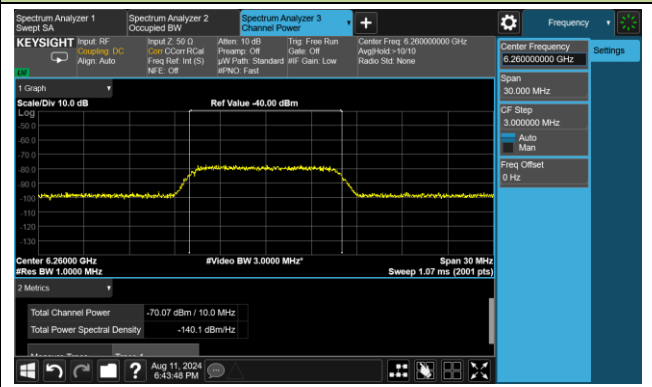 Spectrum Analyzer 1
Swept SA
Spectrum Analyzer 2
Occupied BW
Spectrum Analyzer 3
Channel Power
Frequency
KEYSIGHT
Input: RF
Coupling: DC
Align: Auto
Input Z: 50 Ω
Corr CCorr RCal
Freq Ref: Int (S)
NFE: Off
Atten: 10 dB
Preamp: Off
µW Path: Standard
#PNO: Fast
Trig: Free Run
Gate: Off
#IF Gain: Low
Center Freq: 6.260000000 GHz
Avg|Hold:>10/10
Radio Std: None
Center Frequency
6.260000000 GHz
Settings
Span
30.000 MHz
CF Step
3.000000 MHz
Auto
Man
Freq Offset
0 Hz
1 Graph
Scale/Div 10.0 dB
Ref Value -40.00 dBm
Log
-50.0
-60.0
-70.0
-80.0
-90.0
-100
-110
-120
-130
Center 6.26000 GHz
#Video BW 3.0000 MHz*
Span 30 MHz
#Res BW 1.0000 MHz
Sweep 1.07 ms (2001 pts)
2 Metrics
Total Channel Power
-70.07 dBm / 10.0 MHz
Total Power Spectral Density
-140.1 dBm/Hz
?
Aug 11, 2024
6:43:48 PM